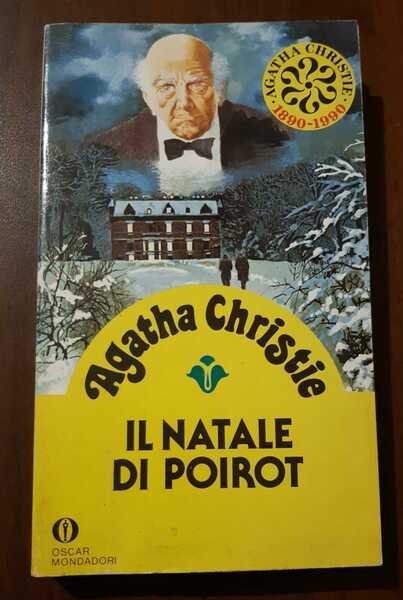 AGATHA CHRISTIE
• 1890-1990 •
Agatha Christie
IL NATALE
DI POIROT
OSCAR
MONDADORI